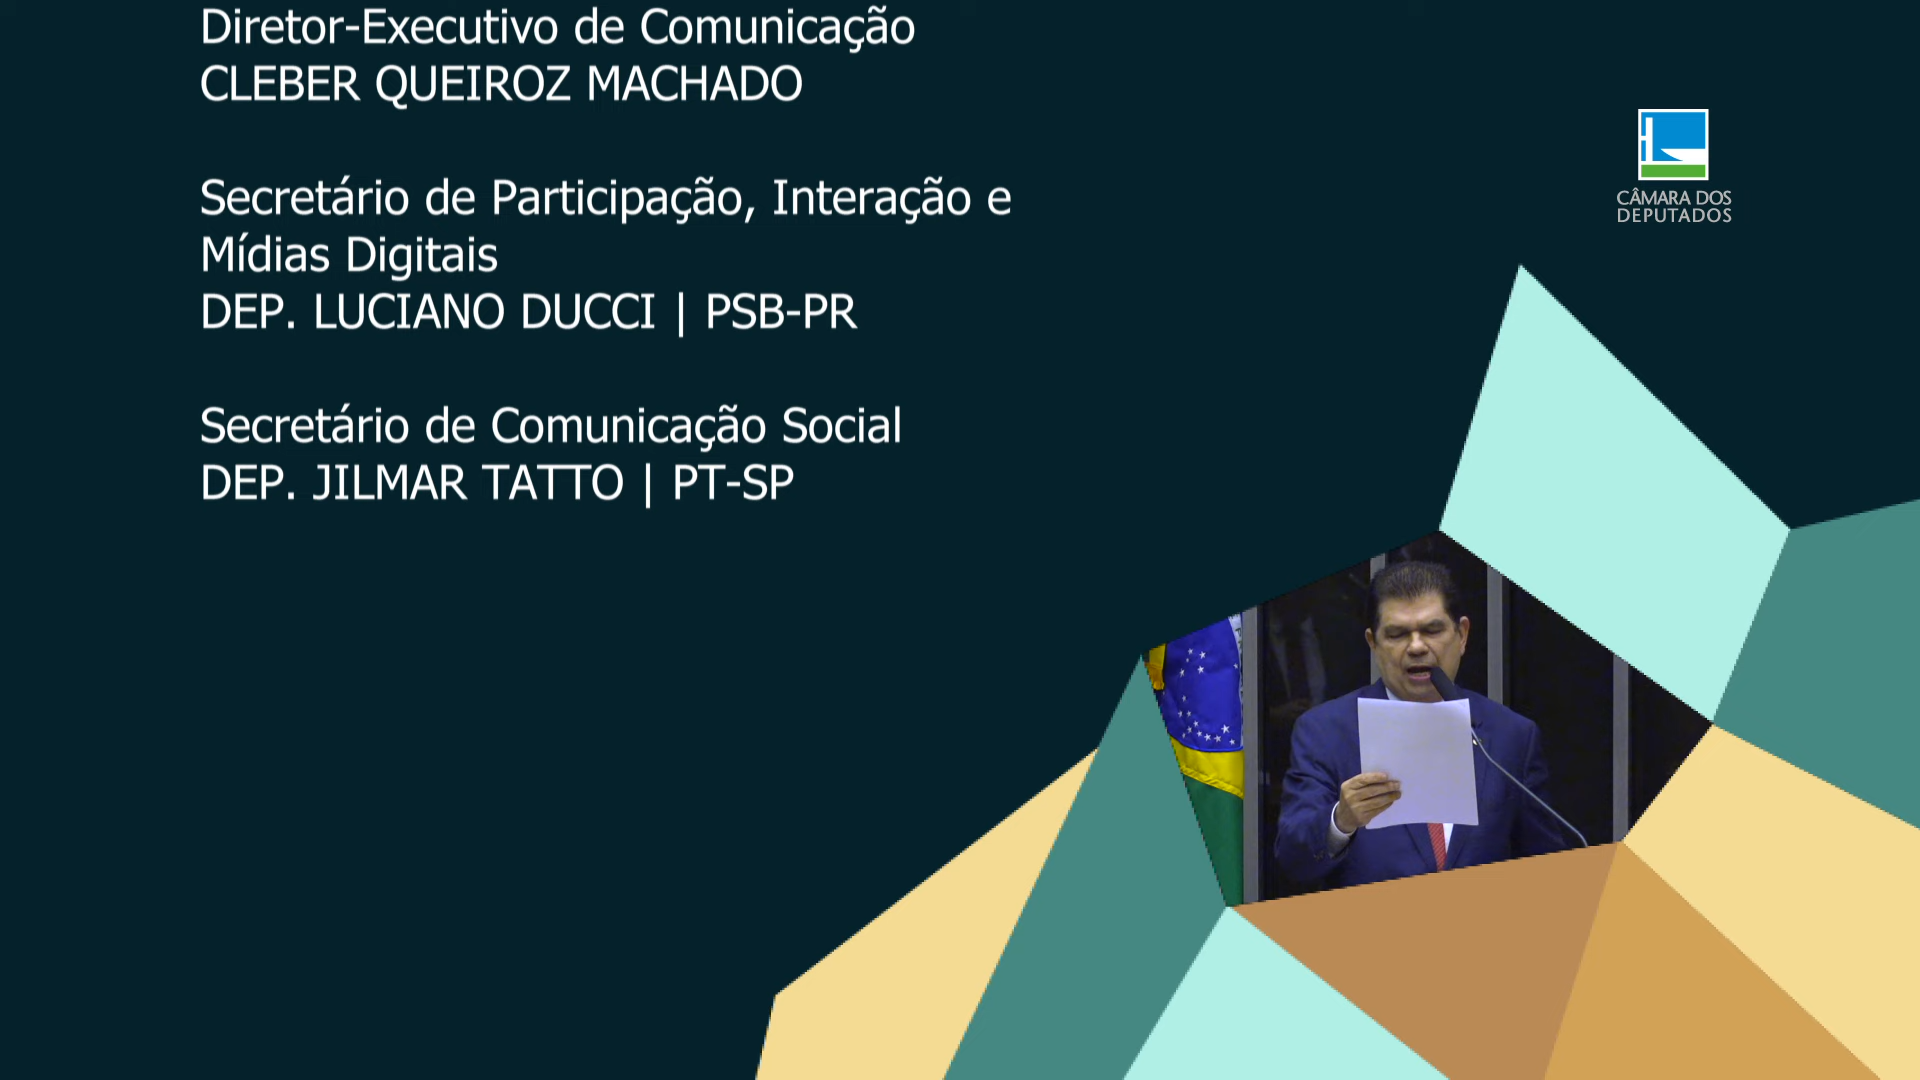 Diretor-Executivo de Comunicação
CLEBER QUEIROZ MACHADO
Secretário de Participação, Interação e
Mídias Digitais
DEP. LUCIANO DUCCI | PSB-PR
Secretário de Comunicação Social
DEP. JILMAR TATTO | PT-SP
CÂMARA DOS
DEPUTADOS